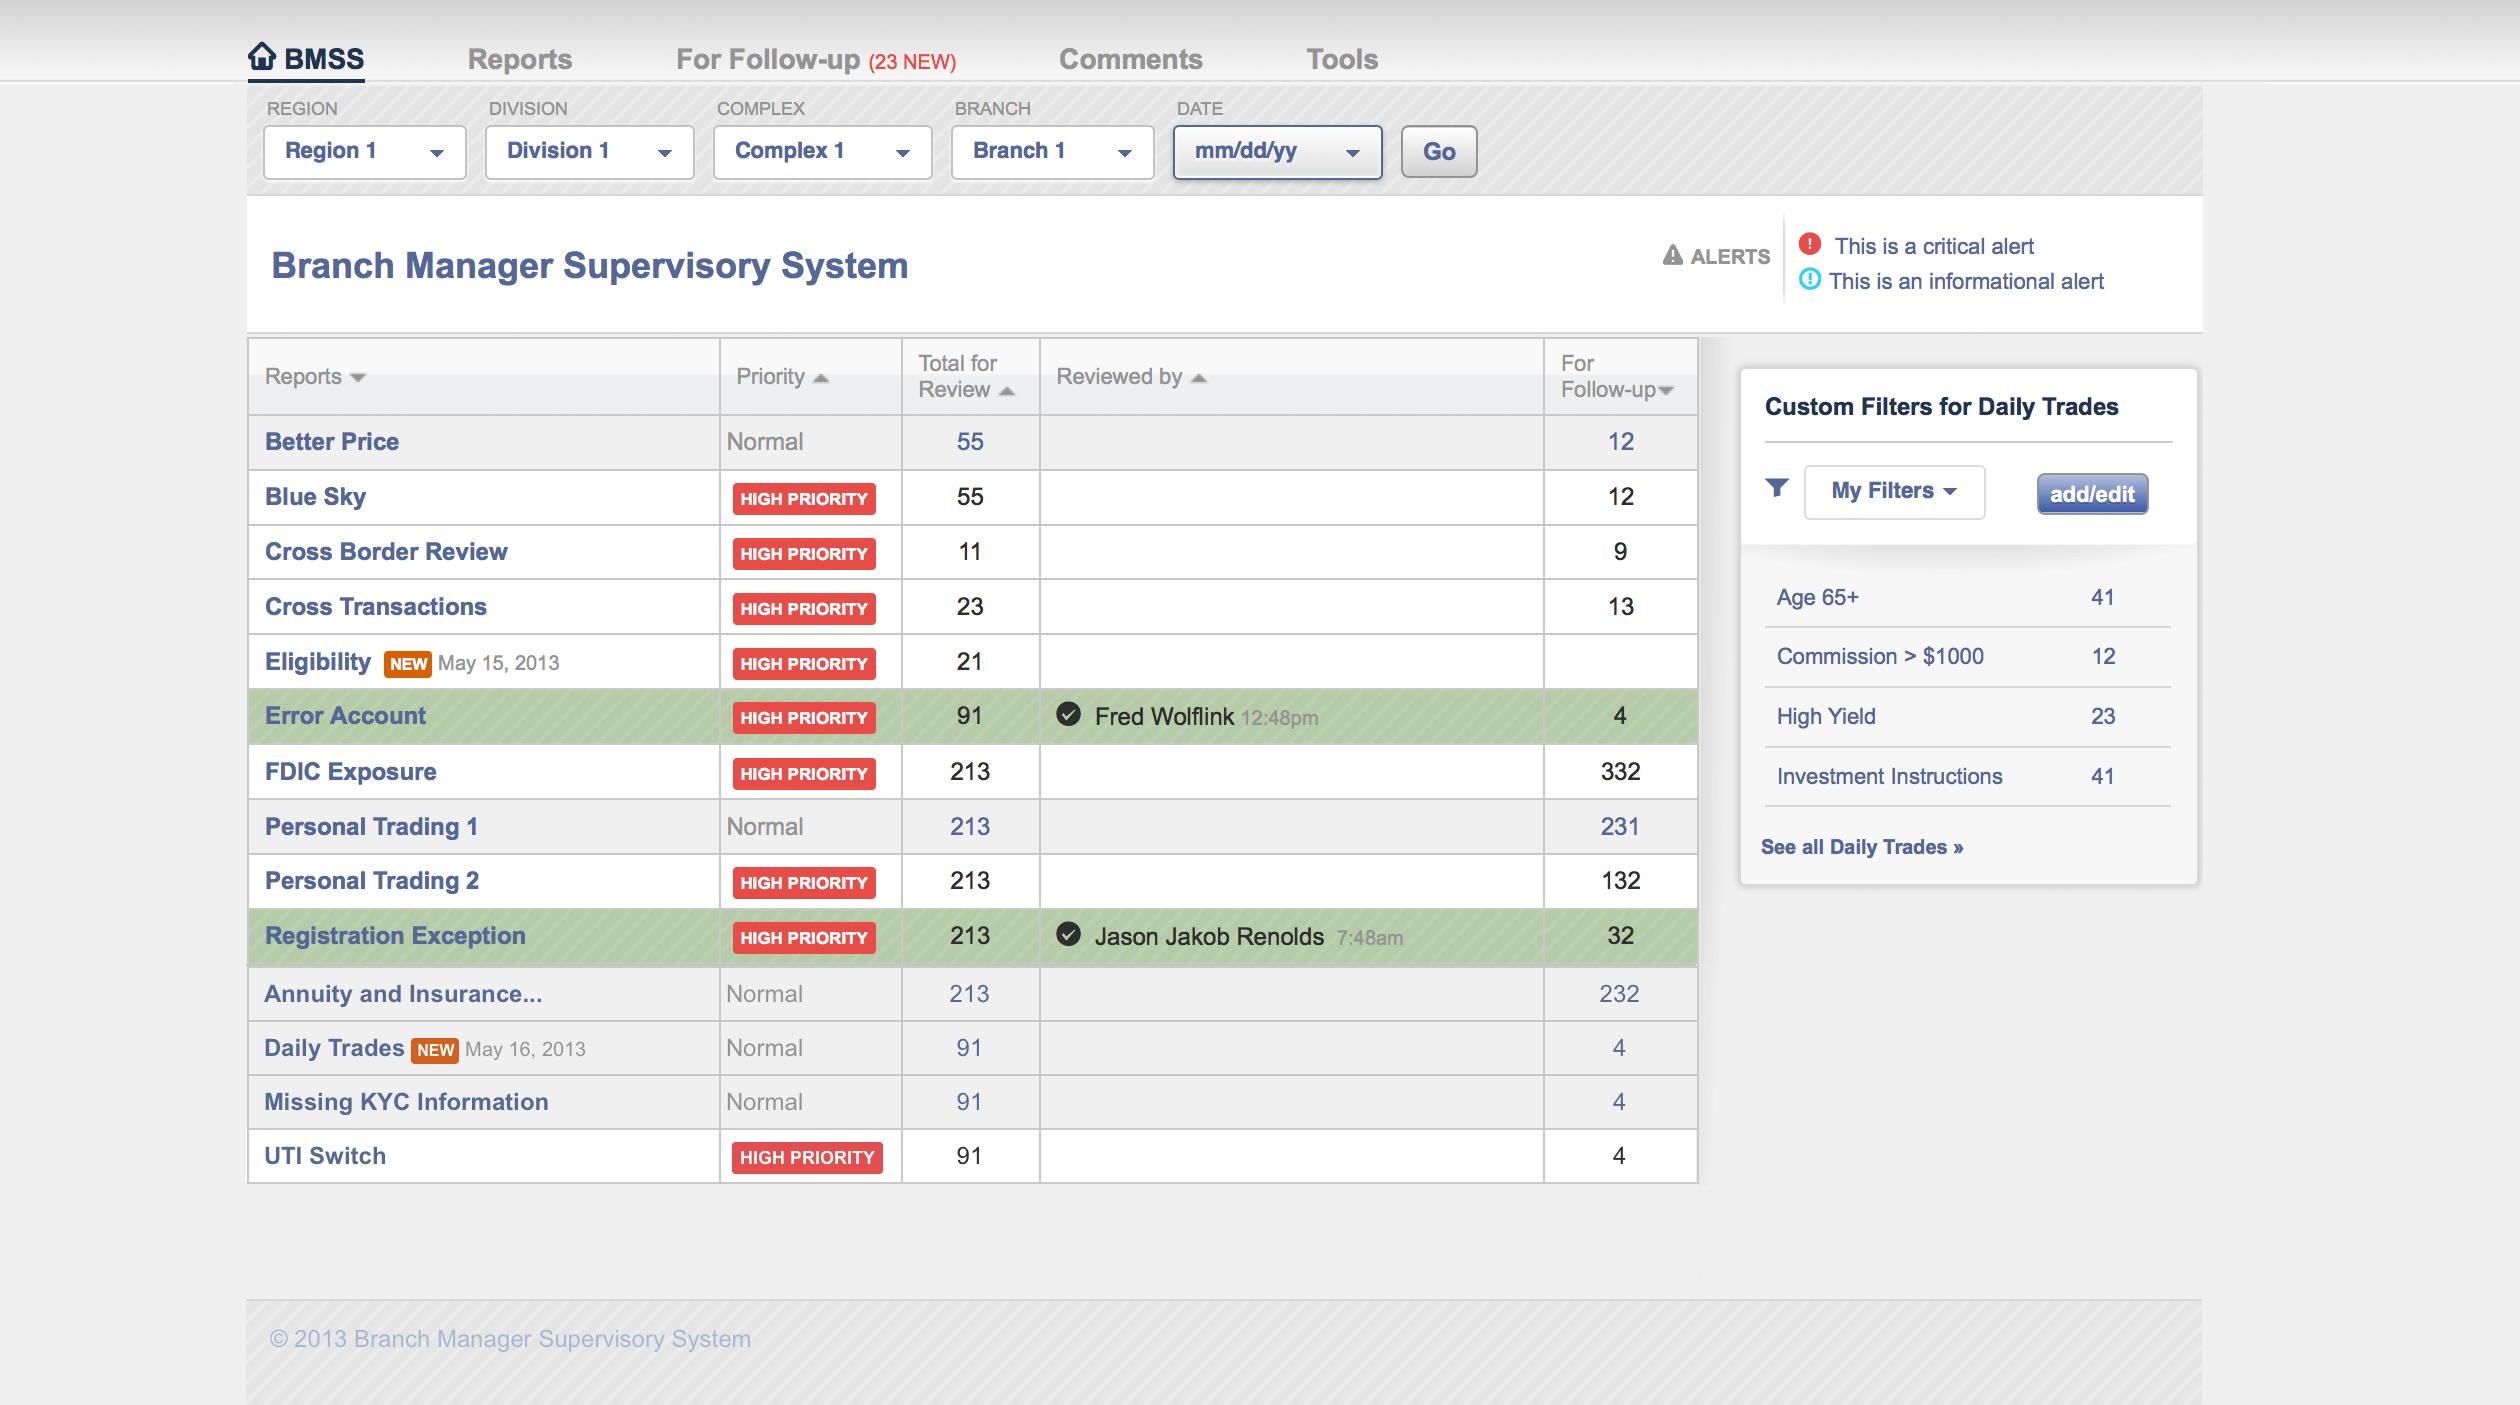 BMSS Reports For Follow-up (23 NEW) Comments Tools
REGION DIVISION COMPLEX BRANCH DATE
Region 1 Division 1 Complex 1 Branch 1 mm/dd/yy Go
Branch Manager Supervisory System
ALERTS
This is a critical alert
This is an informational alert
Reports Priority Total for Review Reviewed by For Follow-up
Better Price Normal 55 12
Blue Sky HIGH PRIORITY 55 12
Cross Border Review HIGH PRIORITY 11 9
Cross Transactions HIGH PRIORITY 23 13
Eligibility NEW May 15, 2013 HIGH PRIORITY 21
Error Account HIGH PRIORITY 91 Fred Wolflink 12:48pm 4
FDIC Exposure HIGH PRIORITY 213 332
Personal Trading 1 Normal 213 231
Personal Trading 2 HIGH PRIORITY 213 132
Registration Exception HIGH PRIORITY 213 Jason Jakob Renolds 7:48am 32
Annuity and Insurance... Normal 213 232
Daily Trades NEW May 16, 2013 Normal 91 4
Missing KYC Information Normal 91 4
UTI Switch HIGH PRIORITY 91 4
Custom Filters for Daily Trades
My Filters add/edit
Age 65+ 41
Commission > $1000 12
High Yield 23
Investment Instructions 41
See all Daily Trades »
© 2013 Branch Manager Supervisory System